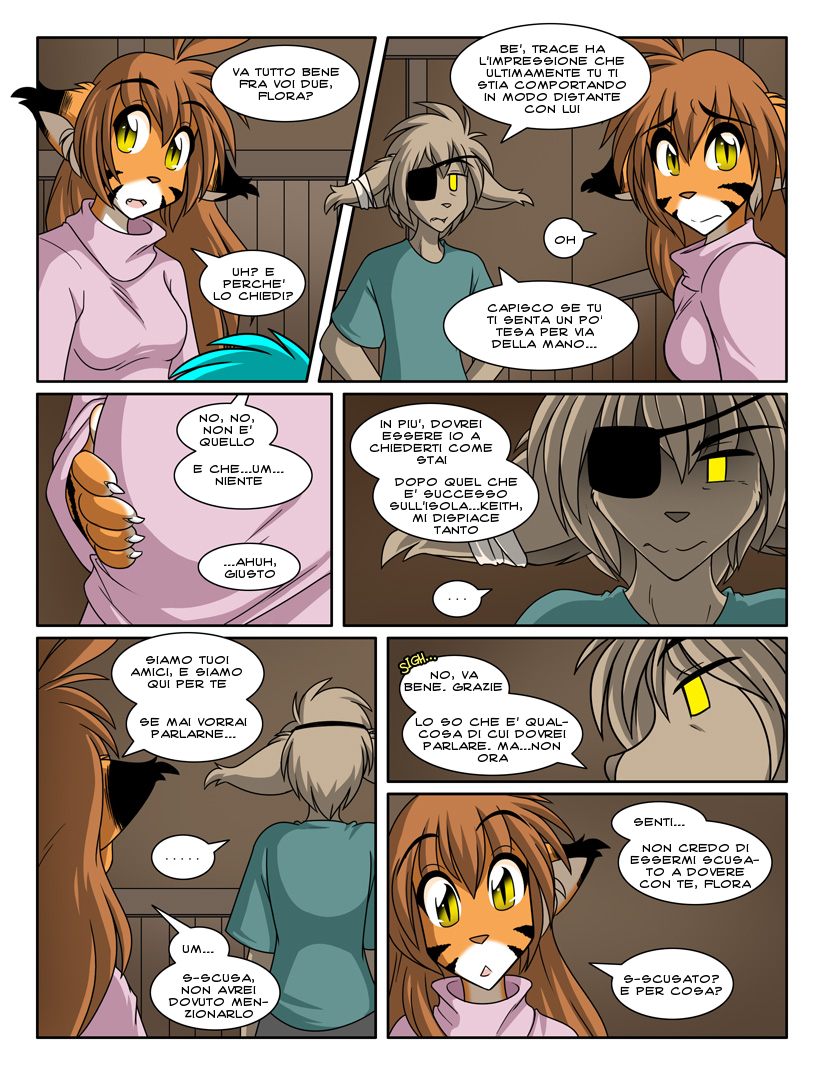 VA TUTTO BENE
FRA VOI DUE,
FLORA?
UH? E
PERCHE'
LO CHIEDI?
BE', TRACE HA
L'IMPRESSIONE CHE
ULTIMAMENTE TU TI
STIA COMPORTANDO
IN MODO DISTANTE
CON LUI
OH
CAPISCO SE TU
TI SENTA UN PO'
TESA PER VIA
DELLA MANO...
NO, NO,
NON E'
QUELLO
E CHE...UM...
NIENTE
...AHUH,
GIUSTO
IN PIU', DOVREI
ESSERE IO A
CHIEDERTI COME
STAI
DOPO QUEL CHE
E' SUCCESSO
SULL'ISOLA...KEITH,
MI DISPIACE
TANTO
...
SIAMO TUOI
AMICI, E SIAMO
QUI PER TE
SE MAI VORRAI
PARLARNE...
.....
UM...
S-SCUSA,
NON AVREI
DOVUTO MEN-
ZIONARLO
SIGH...
NO, VA
BENE. GRAZIE
LO SO CHE E' QUAL-
COSA DI CUI DOVREI
PARLARE. MA...NON
ORA
SENTI...
NON CREDO DI
ESSERMI SCUSA-
TO A DOVERE
CON TE, FLORA
S-SCUSATO?
E PER COSA?